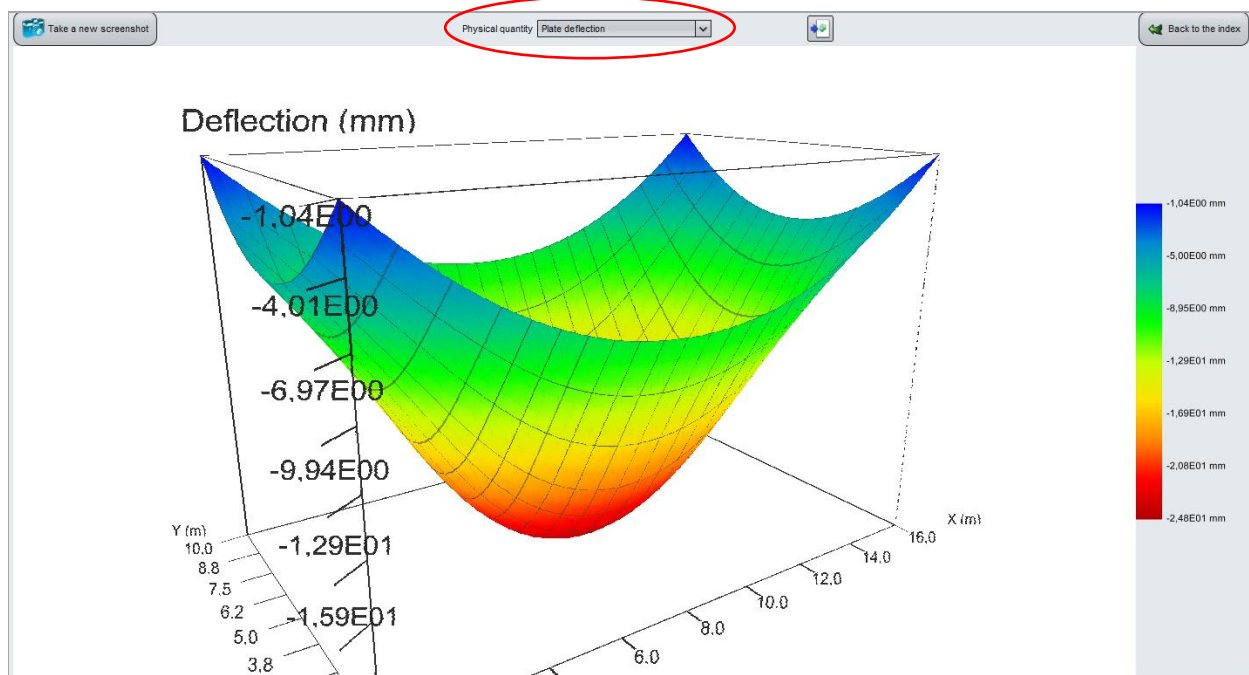 Take a new screenshot
Physical quantity Plate deflection
Back to the index
Deflection (mm)
-1,04E00
-4,01E00
-6,97E00
-9,94E00
-1,29E01
-1,59E01
Y (m)
10,0
8.8
7.5
6.2
5,0
3,8
X (m)
16,0
14,0
12,0
10.0
8,0
6,0
-1,04E00 mm
-5,00E00 mm
-8,95E00 mm
-1,29E01 mm
-1,69E01 mm
-2,08E01 mm
-2,48E01 mm